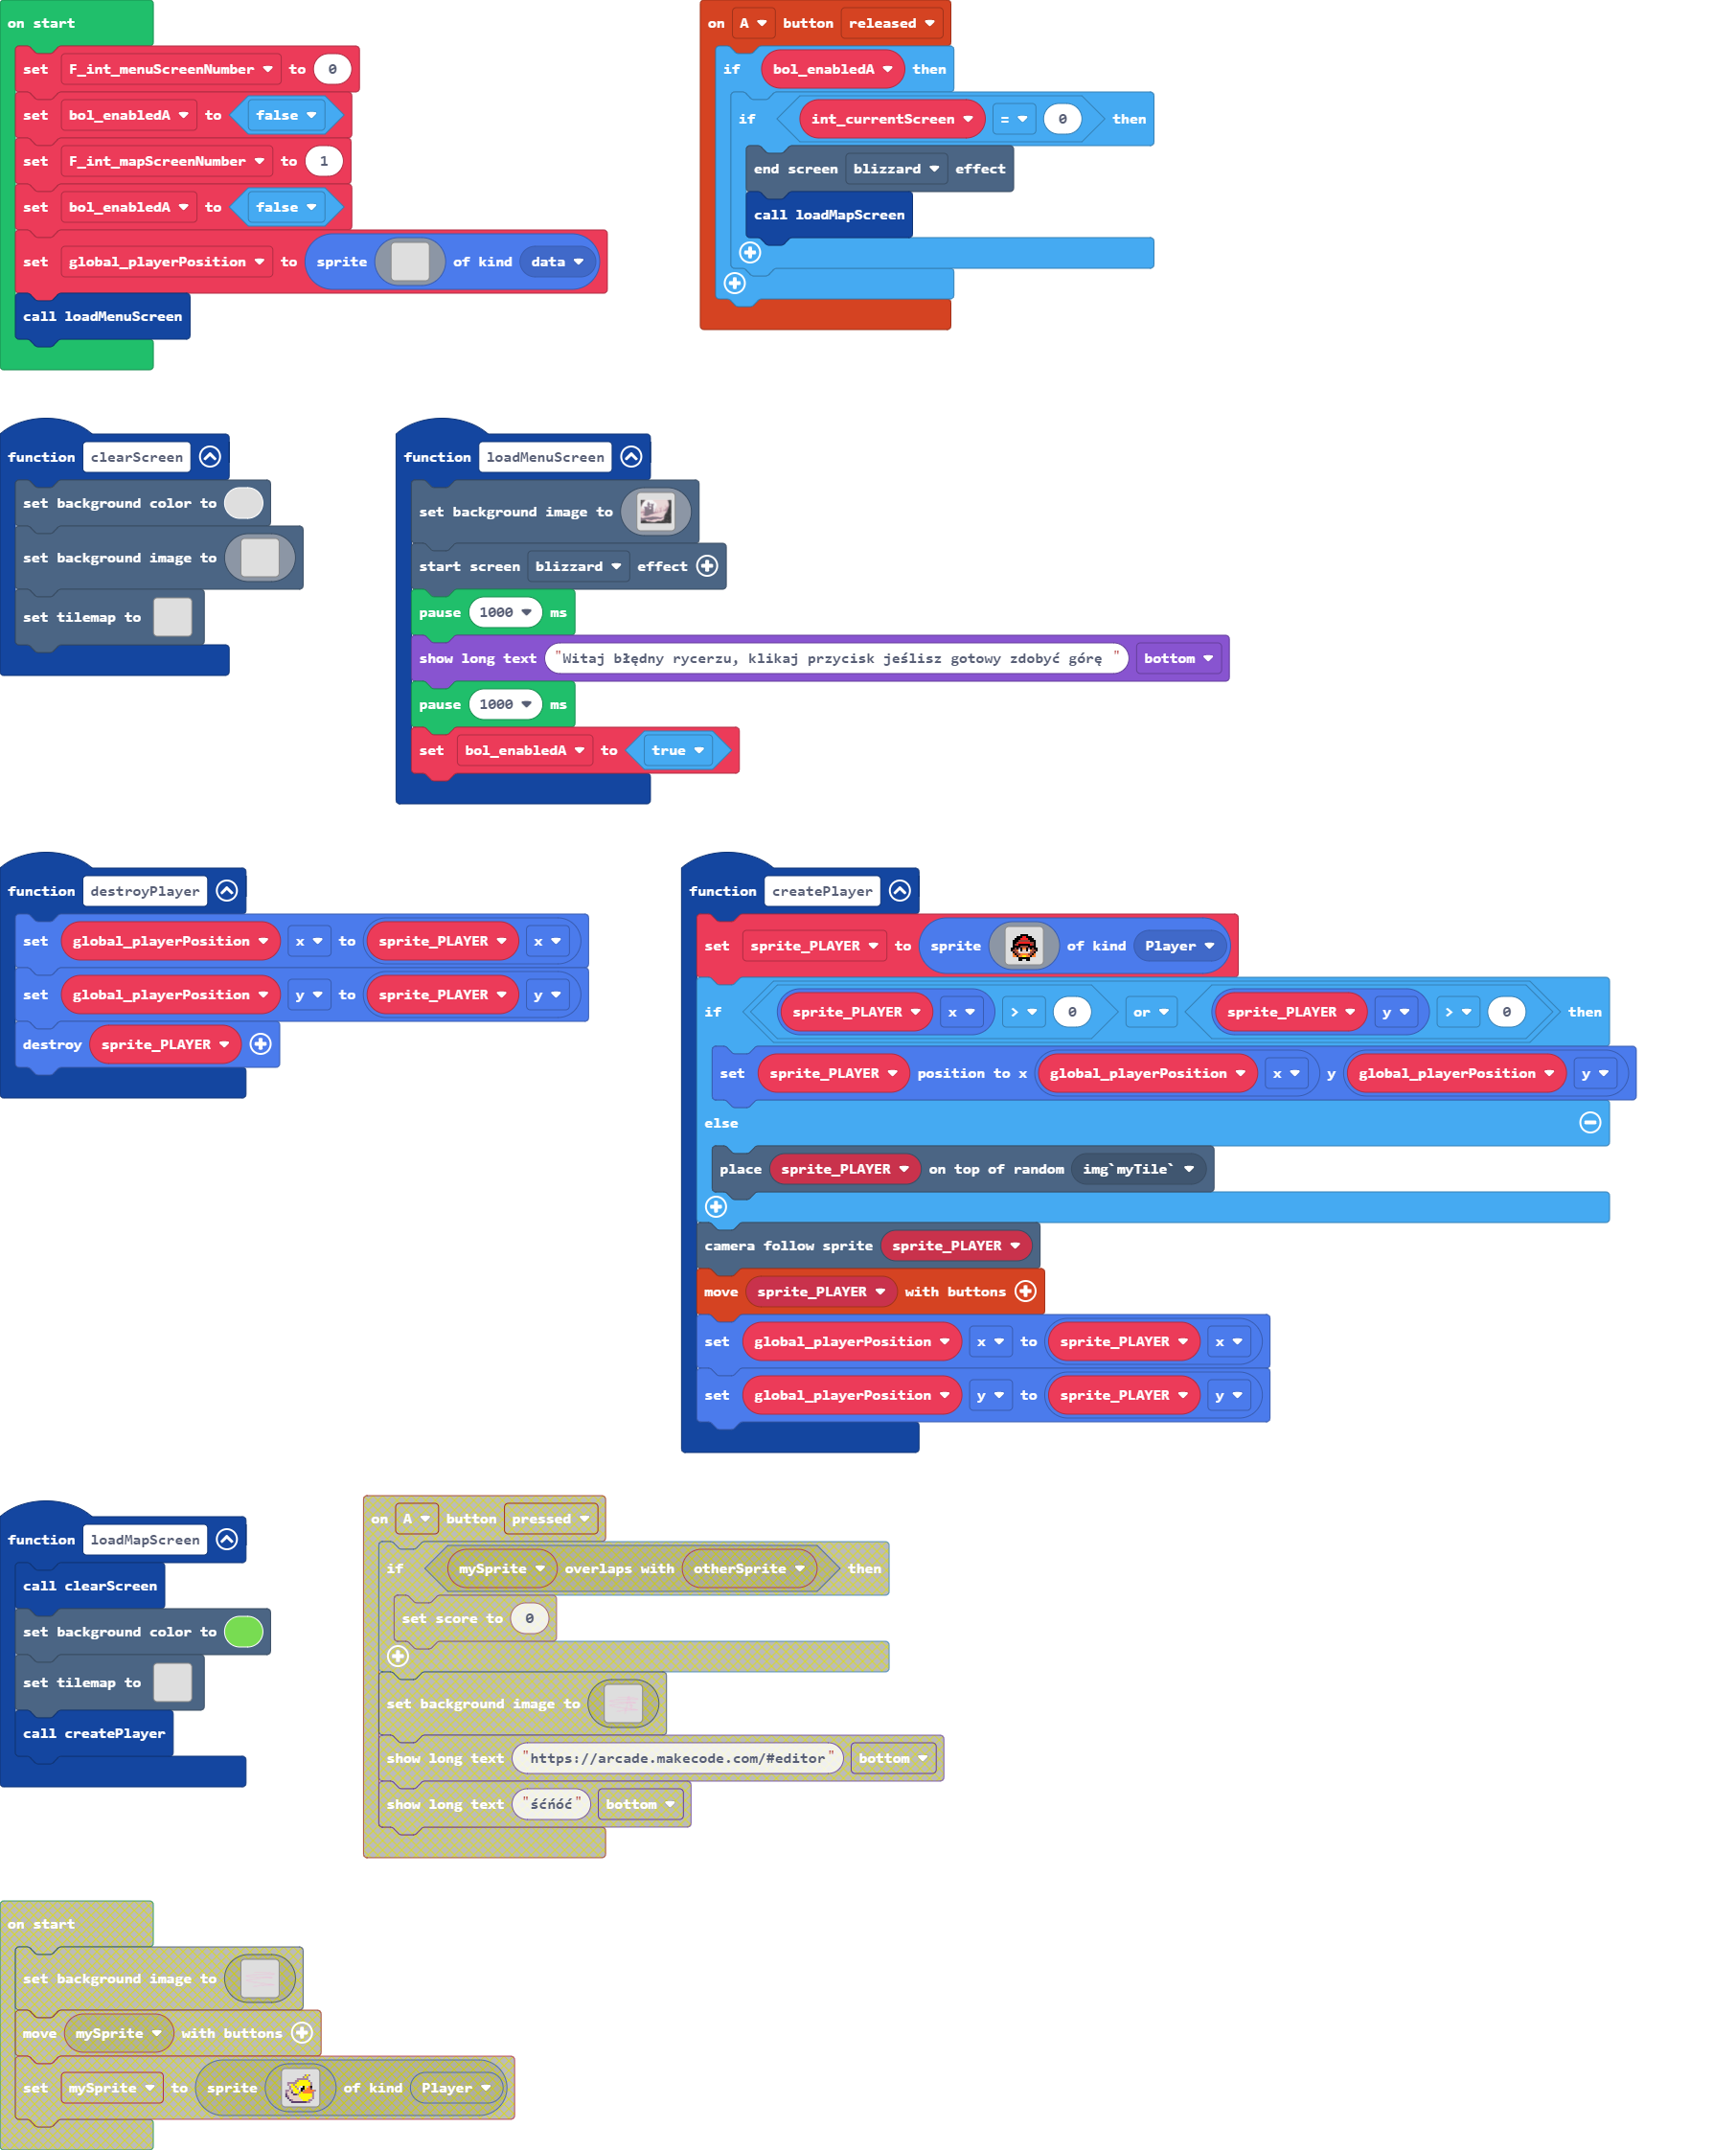 on start
set F_int_menuScreenNumber to 0
set bol_enabledA to false
set F_int_mapScreenNumber to 1
set bol_enabledA to false
set global_playerPosition to sprite of kind data
call loadMenuScreen
on A button released
if bol_enabledA then
if int_currentScreen = 0 then
end screen blizzard effect
call loadMapScreen
function clearScreen
set background color to
set background image to
set tilemap to
function loadMenuScreen
set background image to
start screen blizzard effect
pause 1000 ms
show long text "Witaj błędny rycerzu, klikaj przycisk jeślisz gotowy zdobyć górę " bottom
pause 1000 ms
set bol_enabledA to true
function destroyPlayer
set global_playerPosition x to sprite_PLAYER x
set global_playerPosition y to sprite_PLAYER y
destroy sprite_PLAYER
function createPlayer
set sprite_PLAYER to sprite of kind Player
if sprite_PLAYER x > 0 or sprite_PLAYER y > 0 then
set sprite_PLAYER position to x global_playerPosition x y global_playerPosition y
else
place sprite_PLAYER on top of random img`myTile`
camera follow sprite sprite_PLAYER
move sprite_PLAYER with buttons
set global_playerPosition x to sprite_PLAYER x
set global_playerPosition y to sprite_PLAYER y
function loadMapScreen
call clearScreen
set background color to
set tilemap to
call createPlayer
on A button pressed
if mySprite overlaps with otherSprite then
set score to 0
set background image to
show long text "https://arcade.makecode.com/#editor" bottom
show long text "śćńóć" bottom
on start
set background image to
move mySprite with buttons
set mySprite to sprite of kind Player